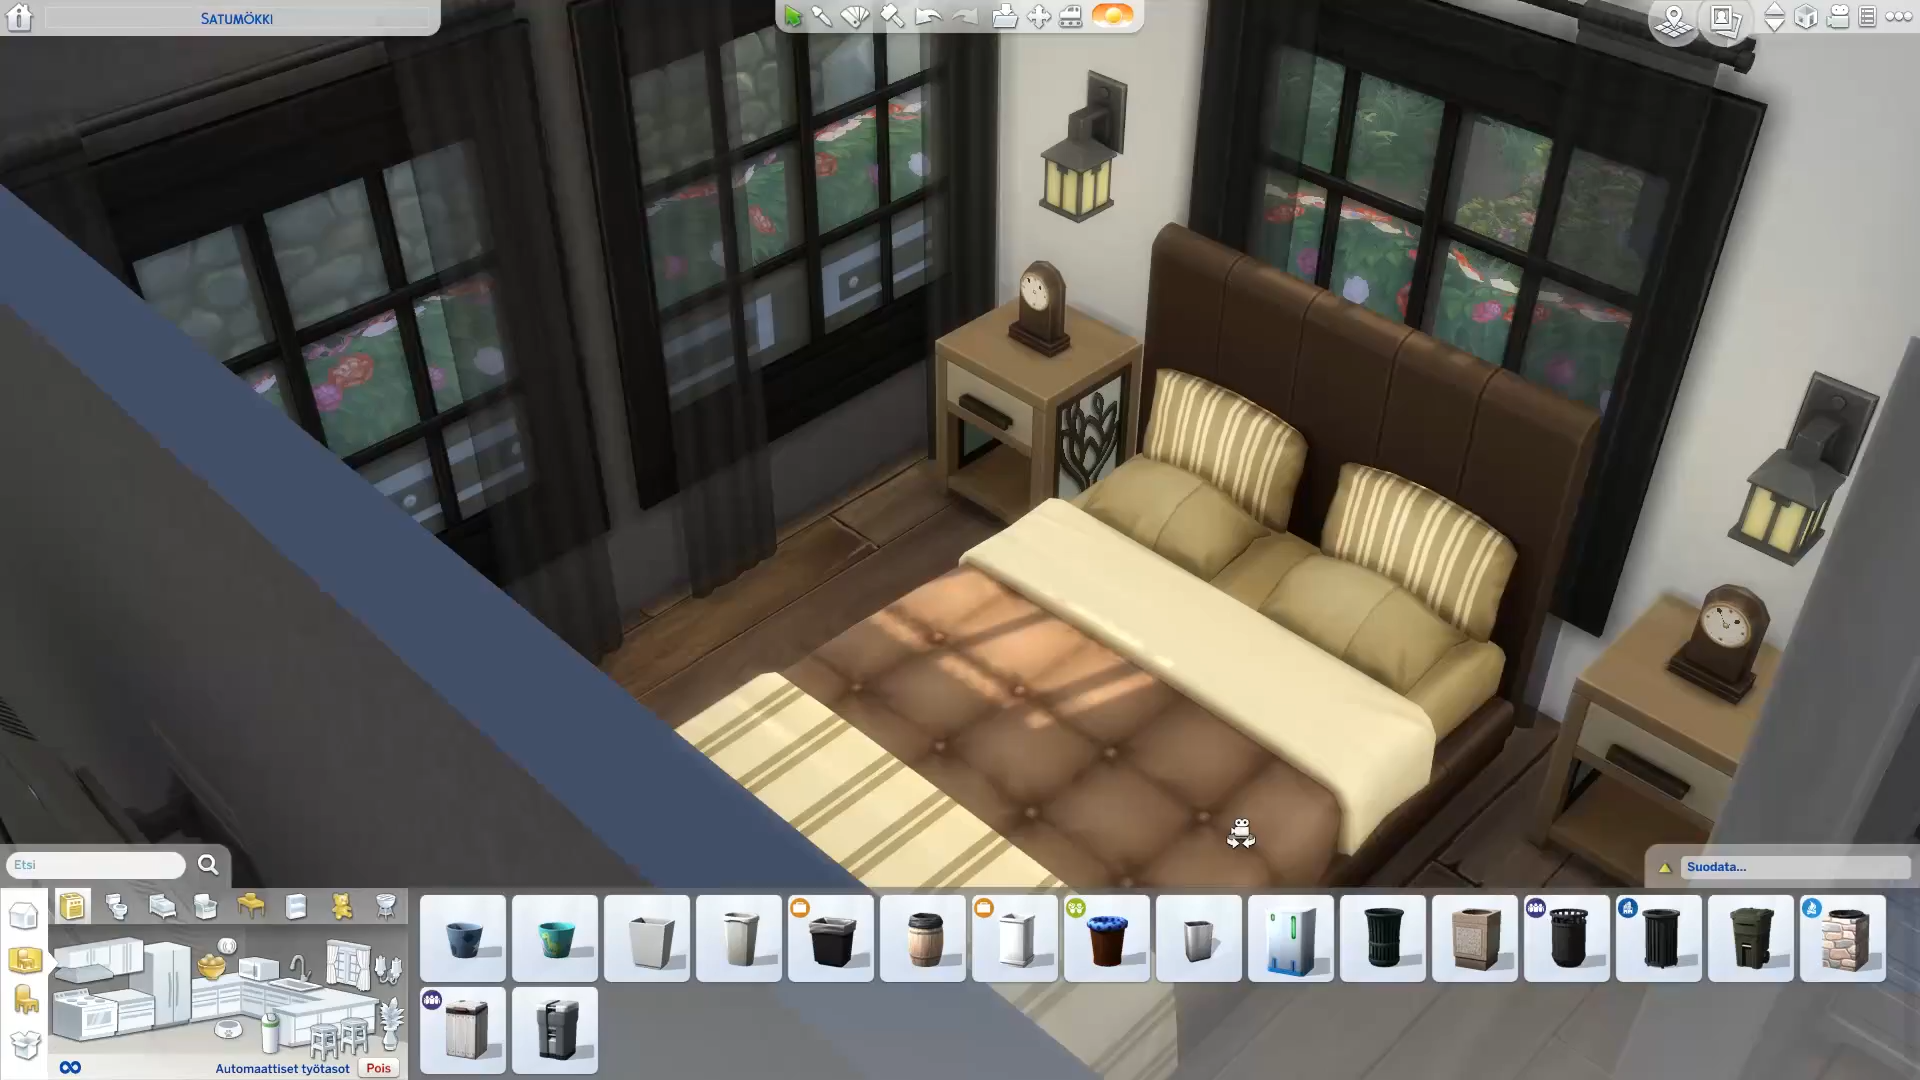 SATUMÖKKI
Etsi
Suodata...
Automaattiset työtasot
Pois